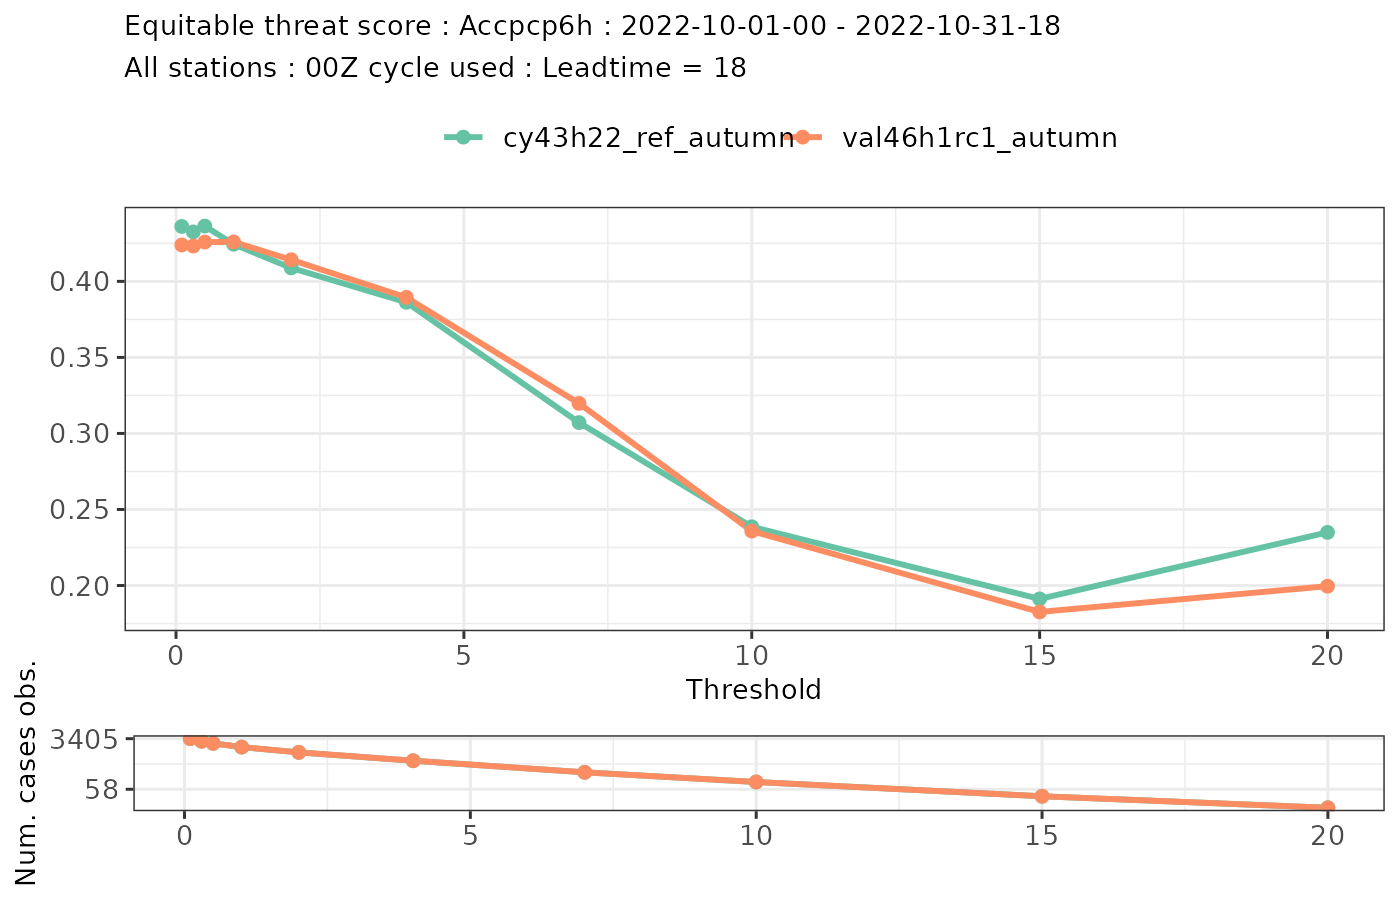 Equitable threat score : Accpcp6h : 2022-10-01-00 - 2022-10-31-18
All stations : 00Z cycle used : Leadtime = 18
cy43h22_ref_autumn val46h1rc1_autumn
0.40
0.35
0.30
0.25
0.20
0 5 10 15 20
Threshold
Num. cases obs.
3405
58
0 5 10 15 20